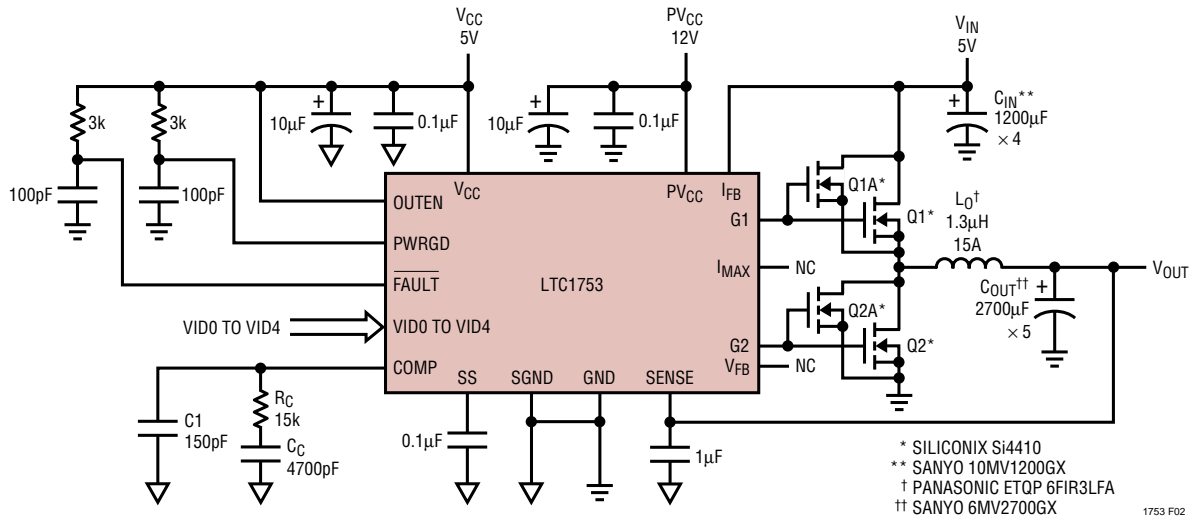 VCC
5V
PVCC
12V
VIN
5V
3k
3k
10µF
+
0.1µF
10µF
+
0.1µF
+
CIN**
1200µF
× 4
100pF
100pF
VCC
PVCC
IFB
OUTEN
PWRGD
FAULT
VID0 TO VID4
VID0 TO VID4
COMP
LTC1753
G1
IMAX
NC
G2
VFB
NC
SS
SGND
GND
SENSE
Q1A*
Q1*
Q2A*
Q2*
LO†
1.3µH
15A
VOUT
COUT††
+
2700µF
× 5
C1
150pF
RC
15k
CC
4700pF
0.1µF
1µF
* SILICONIX Si4410
** SANYO 10MV1200GX
† PANASONIC ETQP 6FIR3LFA
†† SANYO 6MV2700GX
1753 F02